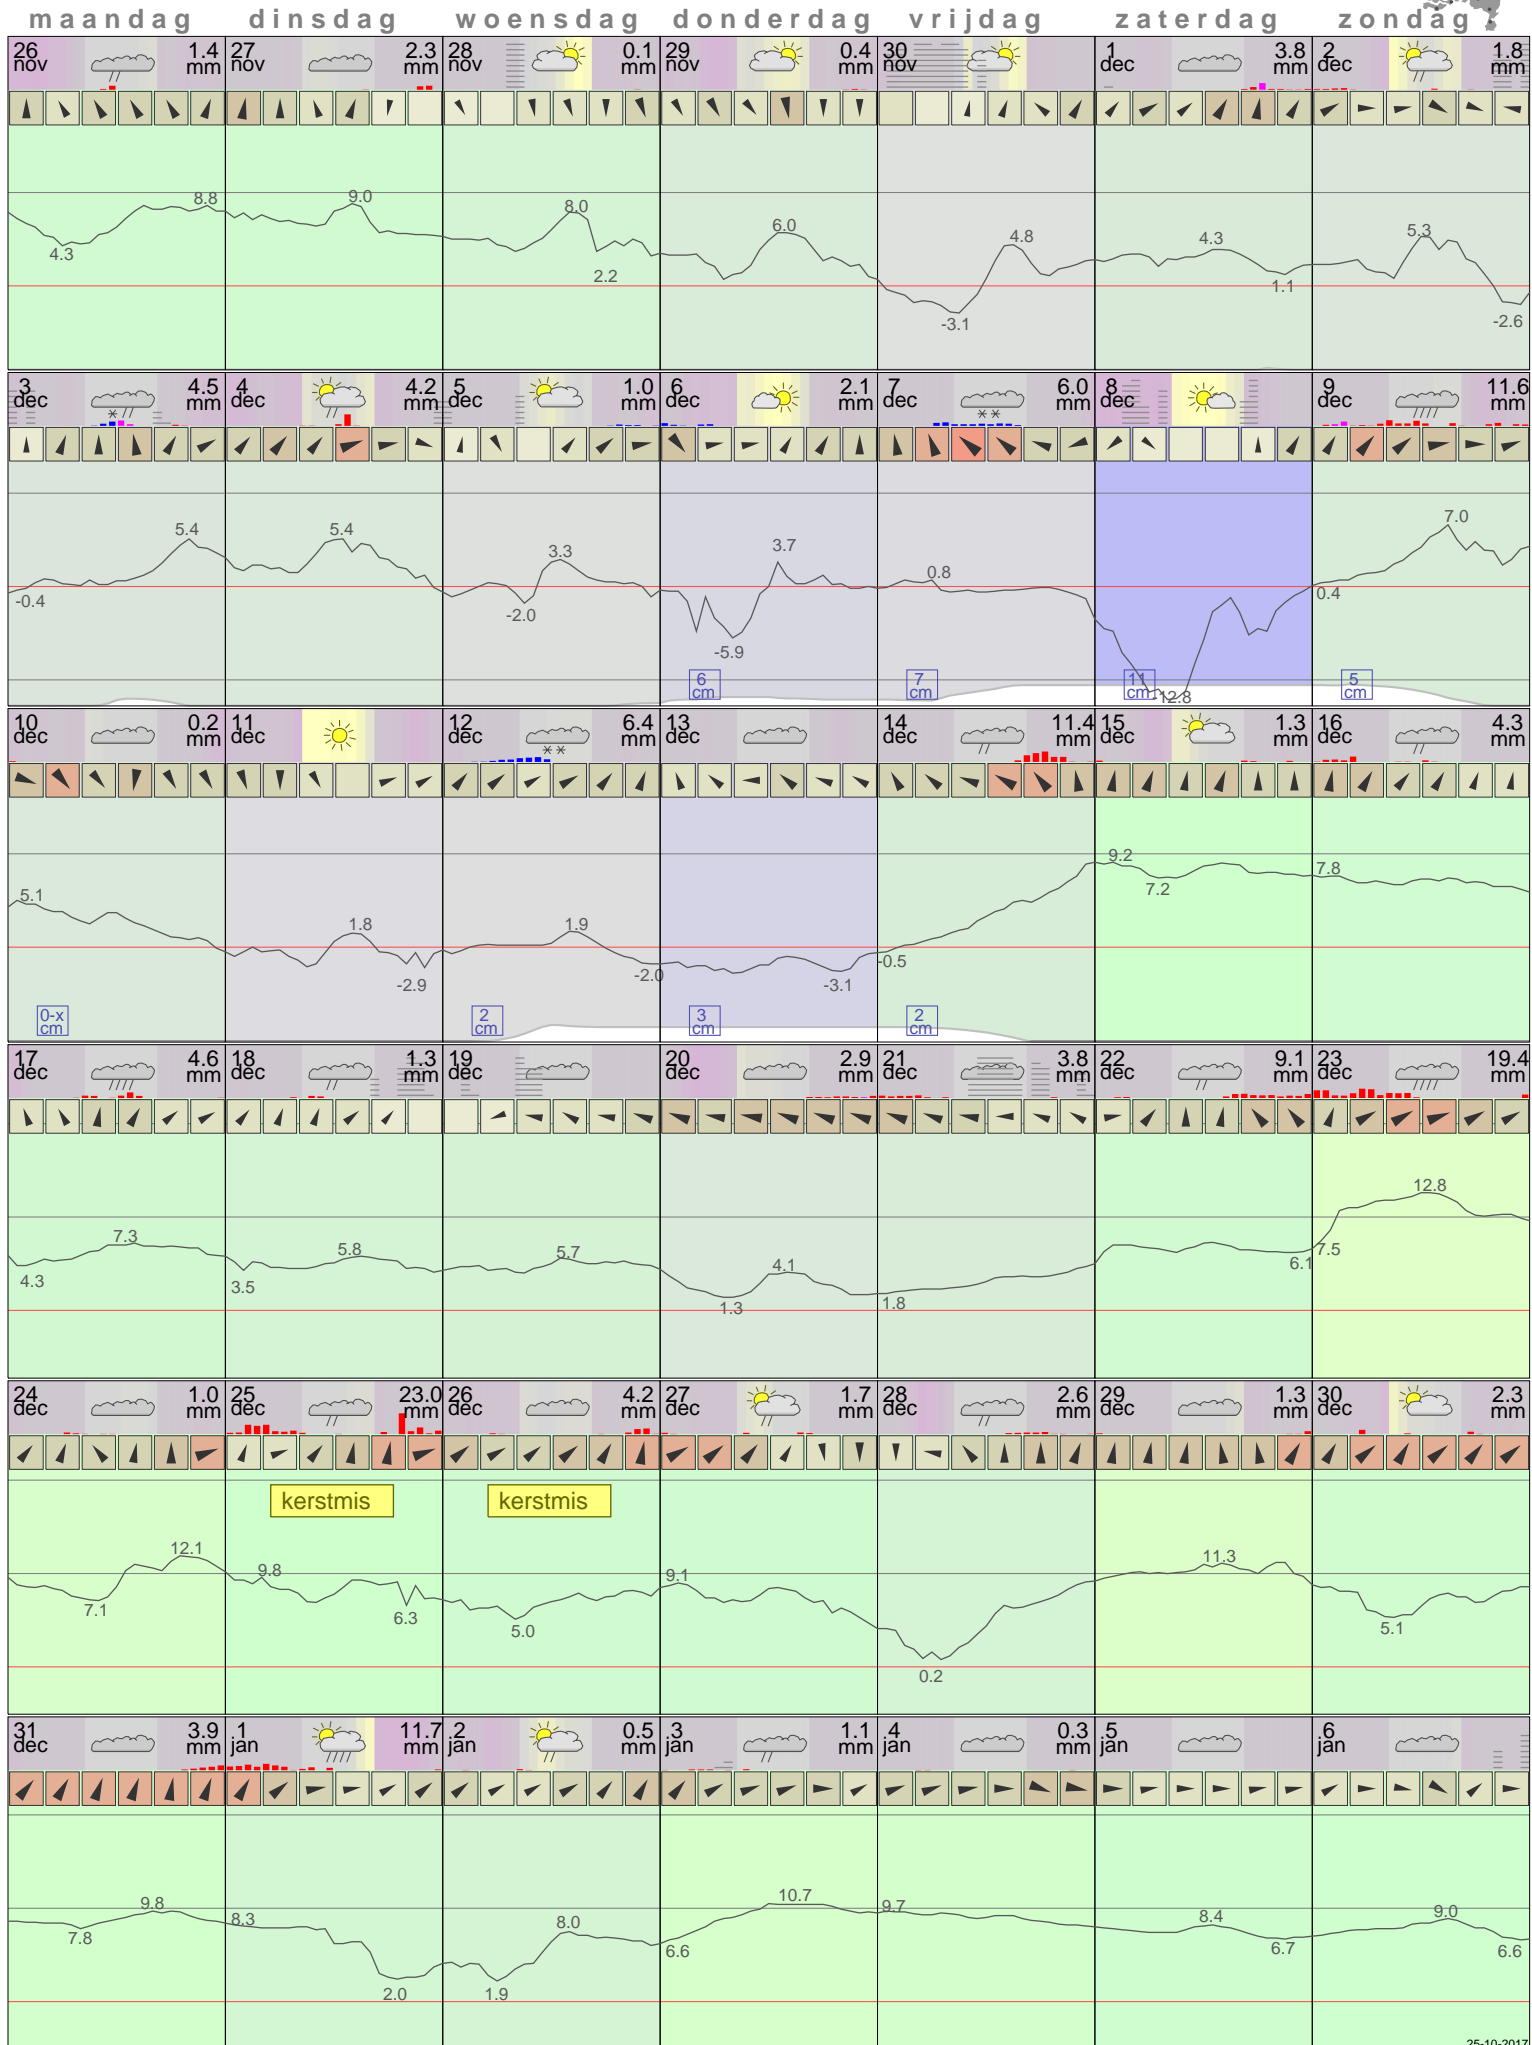 maandag dinsdag woensdag donderdag vrijdag zaterdag zondag
26 1.4 27 2.3 28 0.1 29 0.4 30 1 3.8 2 1.8
nov mm nov mm nov mm nov mm nov dec mm dec mm
8.8 9.0 8.0 6.0 4.8 4.3 5.3
4.3 2.2 -3.1 1.1 -2.6
3 4.5 4 4.2 5 1.0 6 2.1 7 6.0 8 9 11.6
dec mm dec mm dec mm dec mm dec mm dec dec mm
5.4 5.4 3.3 3.7 0.8 7.0
-0.4 -2.0 -5.9 0.4
6 7 11 5
cm cm cm cm
-12.8
10 0.2 11 12 6.4 13 14 11.4 15 1.3 16 4.3
dec mm dec dec mm dec dec mm dec mm dec mm
5.1 1.8 1.9 9.2 7.8
7.2
-2.9 -2.0 -3.1 -0.5
0-x 2 3 2
cm cm cm cm
17 4.6 18 1.3 19 20 2.9 21 3.8 22 9.1 23 19.4
dec mm dec mm dec dec mm dec mm dec mm dec mm
7.3 5.8 5.7 4.1 12.8
4.3 3.5 1.3 1.8 6.1 7.5
24 1.0 25 23.0 26 4.2 27 1.7 28 2.6 29 1.3 30 2.3
dec mm dec mm dec mm dec mm dec mm dec mm dec mm
kerstmis kerstmis
12.1 9.8 9.1 11.3
7.1 6.3 5.0 0.2 5.1
31 3.9 1 11.7 2 0.5 3 1.1 4 0.3 5 6
dec mm jan mm jan mm jan mm jan mm jan jan
9.8 8.3 8.0 10.7 9.7 8.4 9.0
7.8 2.0 1.9 6.6 6.7 6.6
25-10-2017